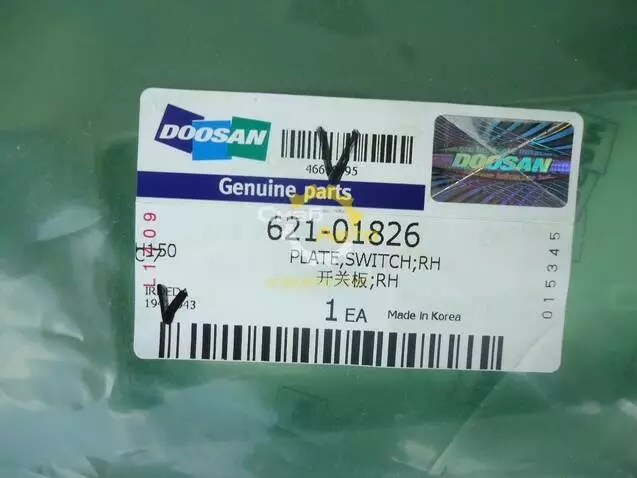 DOOSAN
Genuine parts
DOOSAN
621-01826
PLATE,SWITCH;RH
开关板;RH
1 EA
Made in Korea
015345